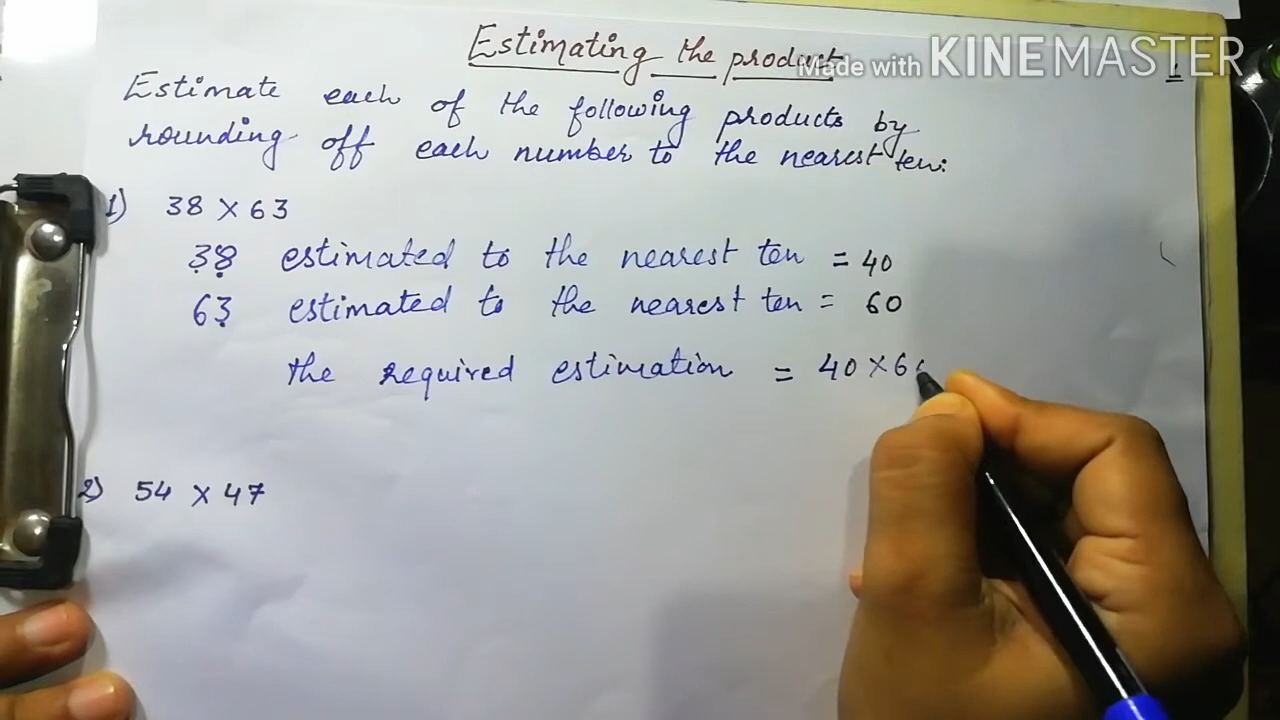 Estimating the product
Made with KINEMASTER
1
Estimate each of the following products by
rounding off each number to the nearest ten:
1) 38 × 63
38 estimated to the nearest ten = 40
63 estimated to the nearest ten = 60
the required estimation = 40 × 60
2) 54 × 47